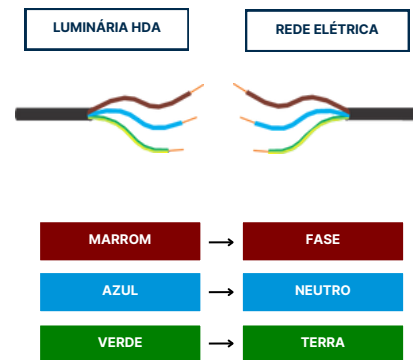 LUMINÁRIA HDA
REDE ELÉTRICA
MARROM → FASE
AZUL → NEUTRO
VERDE → TERRA